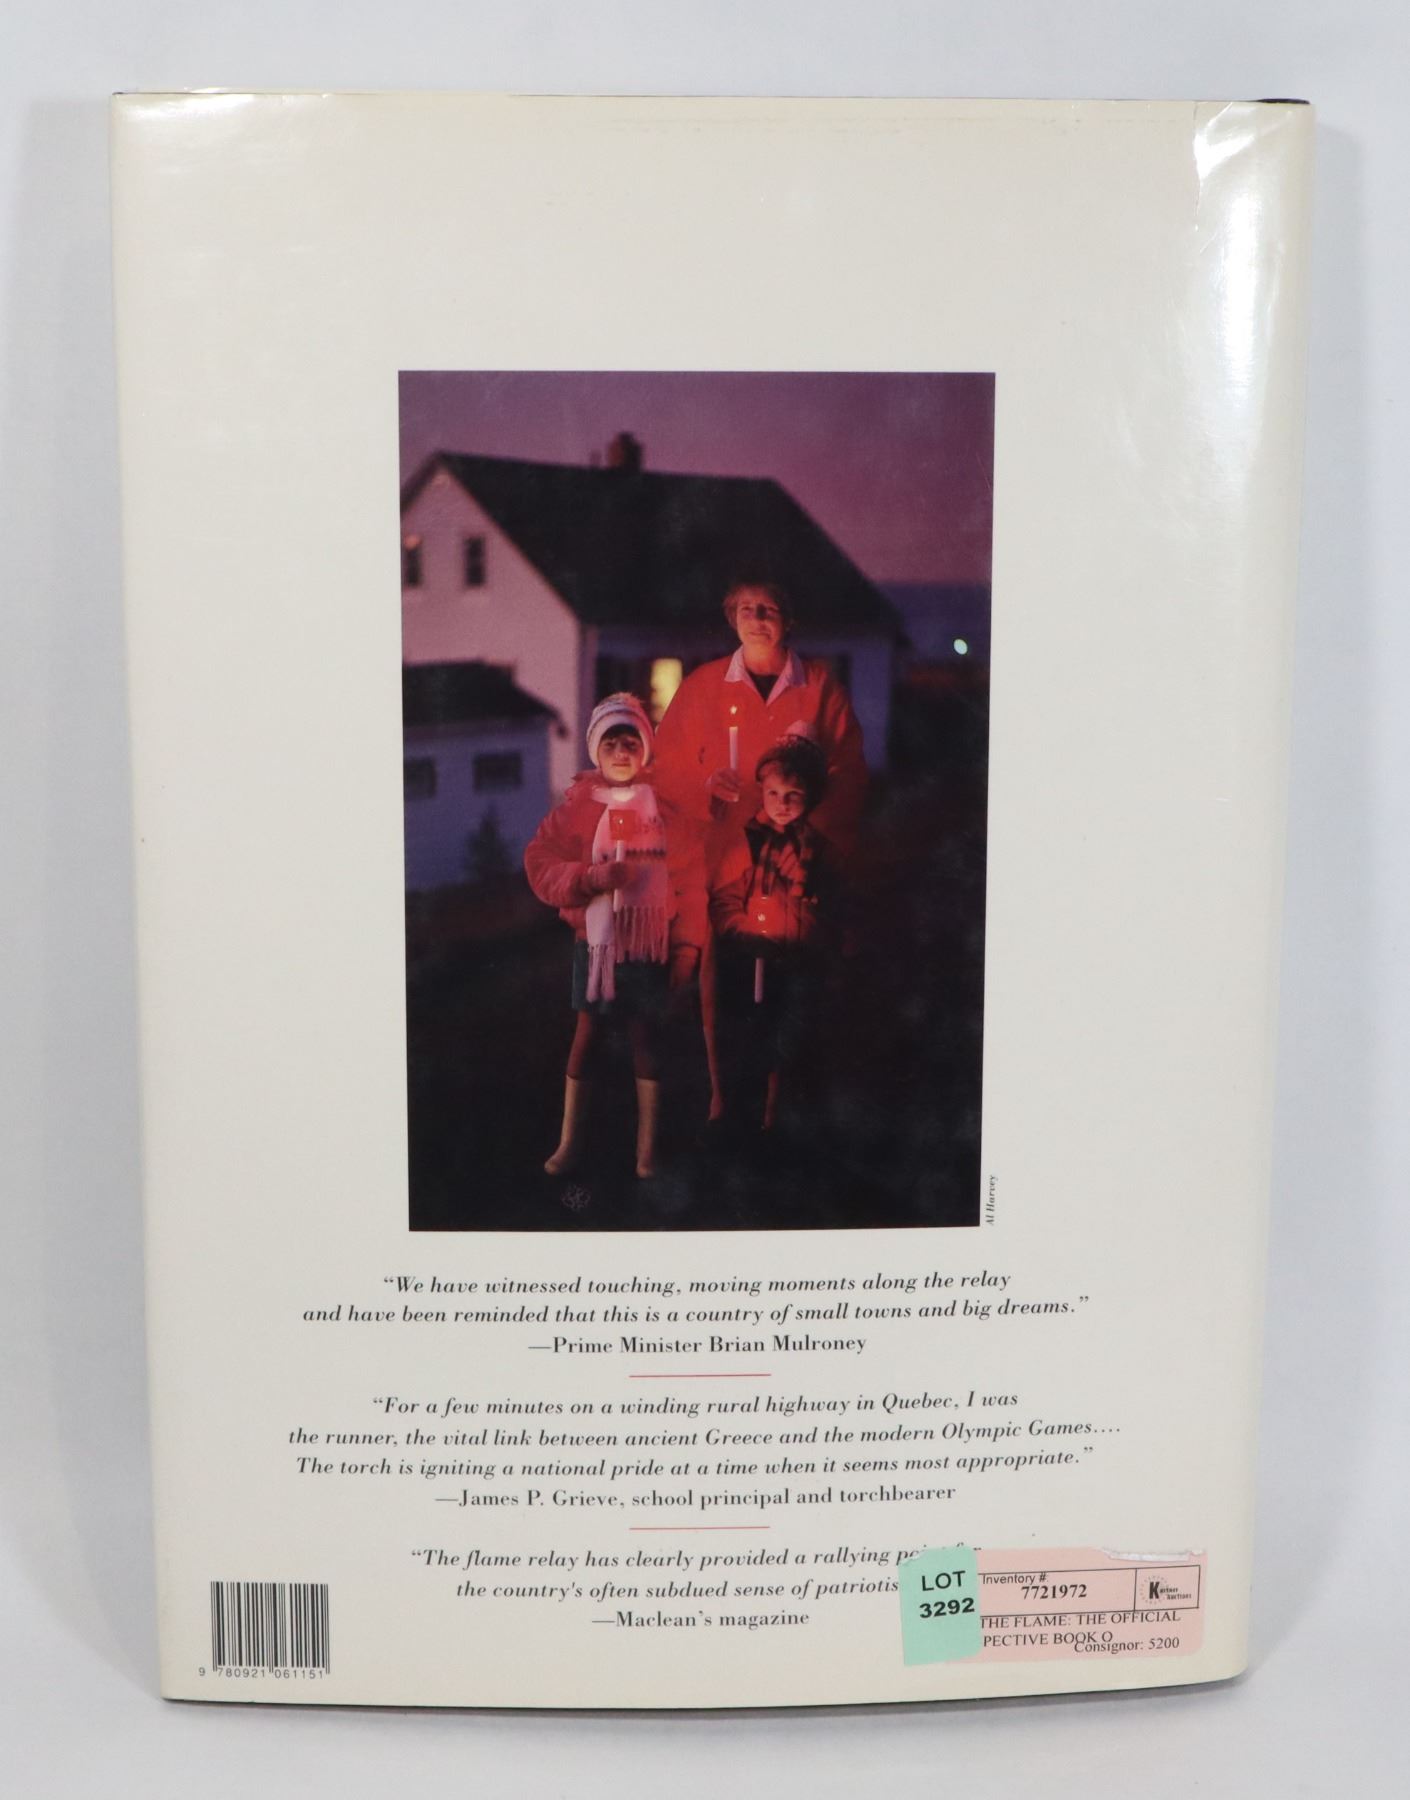 Al Harvey
“We have witnessed touching, moving moments along the relay
and have been reminded that this is a country of small towns and big dreams.”
—Prime Minister Brian Mulroney
“For a few minutes on a winding rural highway in Quebec, I was
the runner, the vital link between ancient Greece and the modern Olympic Games....
The torch is igniting a national pride at a time when it seems most appropriate.”
—James P. Grieve, school principal and torchbearer
“The flame relay has clearly provided a rallying
the country's often subdued sense of patriotis
—Maclean's magazine
9 780921 061151
LOT
3292
Inventory #:
7721972
THE FLAME: THE OFFICIAL
PECTIVE BOOK O
Consignor: 5200